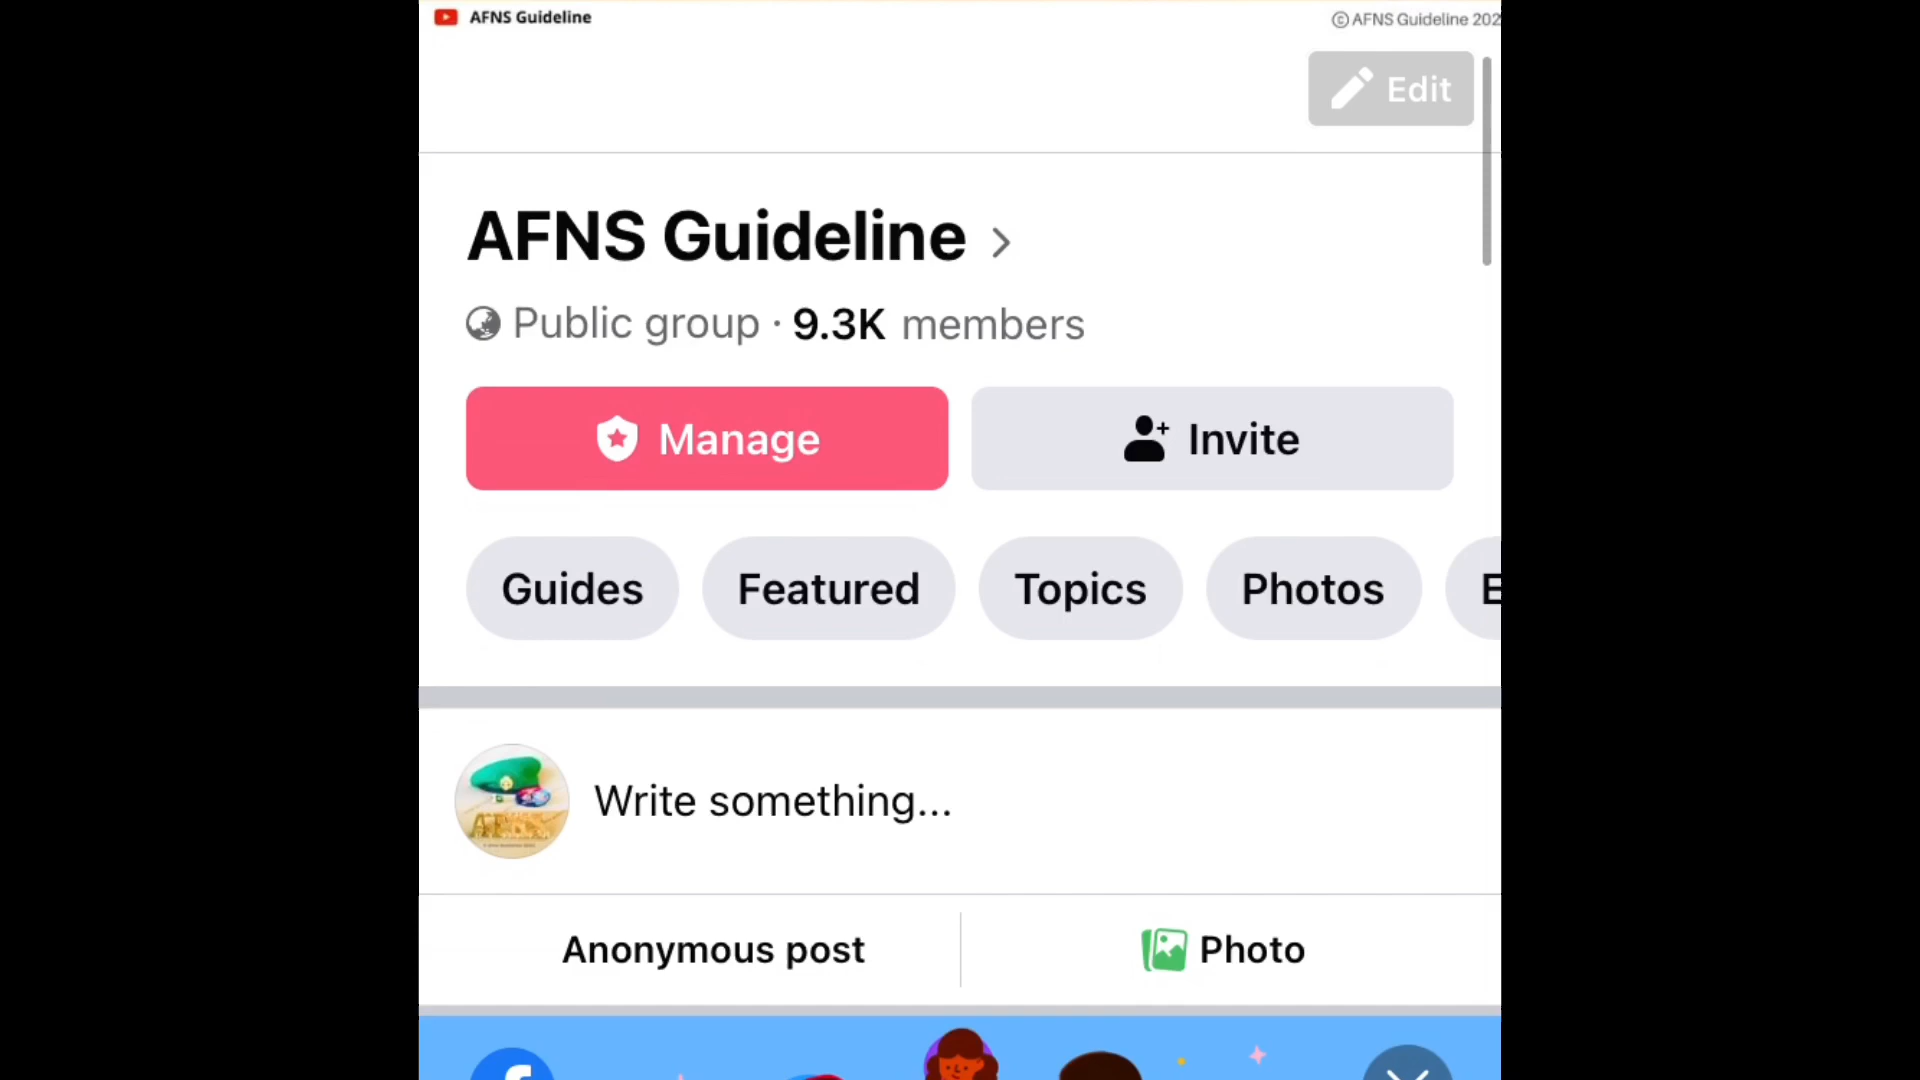 AFNS Guideline
© AFNS Guideline 202
Edit
AFNS Guideline
Public group · 9.3K members
Manage
Invite
Guides
Featured
Topics
Photos
E
Write something...
Anonymous post
Photo